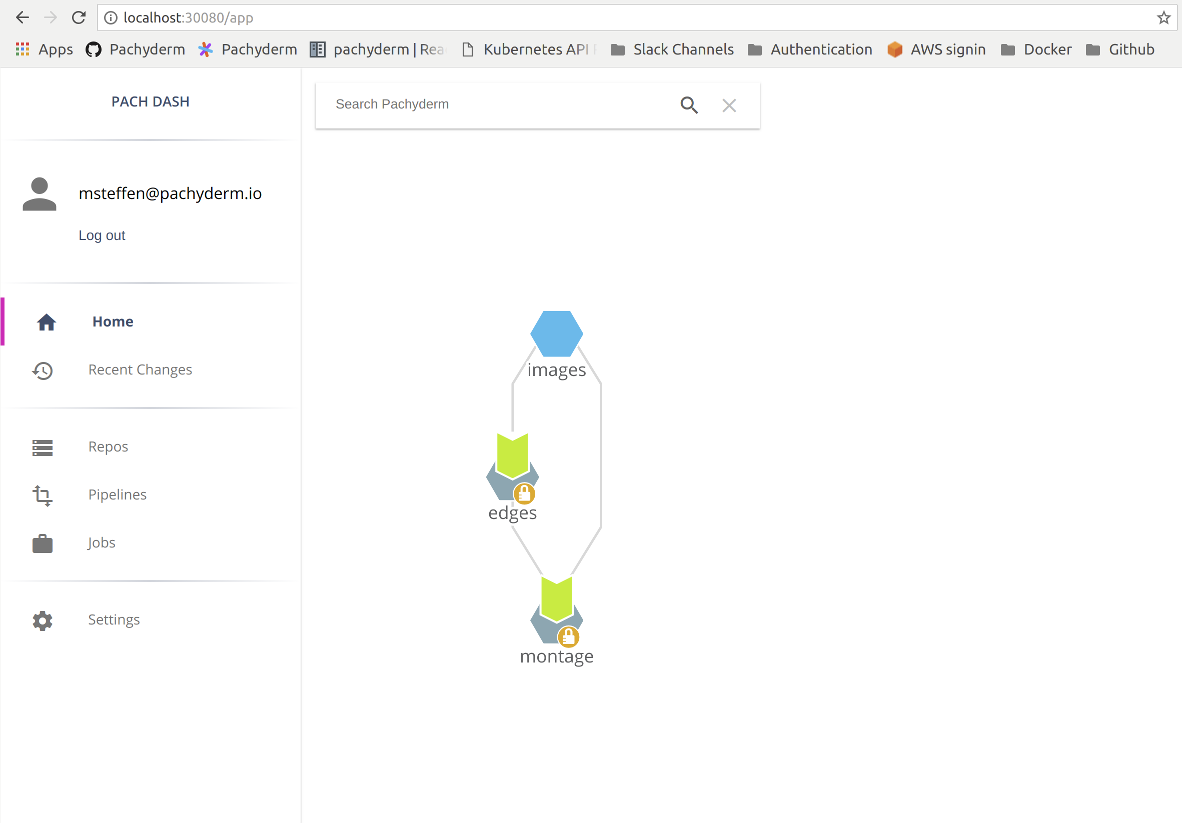 localhost:30080/app
Apps Pachyderm Pachyderm pachyderm | Rea Kubernetes API Slack Channels Authentication AWS signin Docker Github
PACH DASH
Search Pachyderm
msteffen@pachyderm.io
Log out
Home
Recent Changes
Repos
Pipelines
Jobs
Settings
images
edges
montage